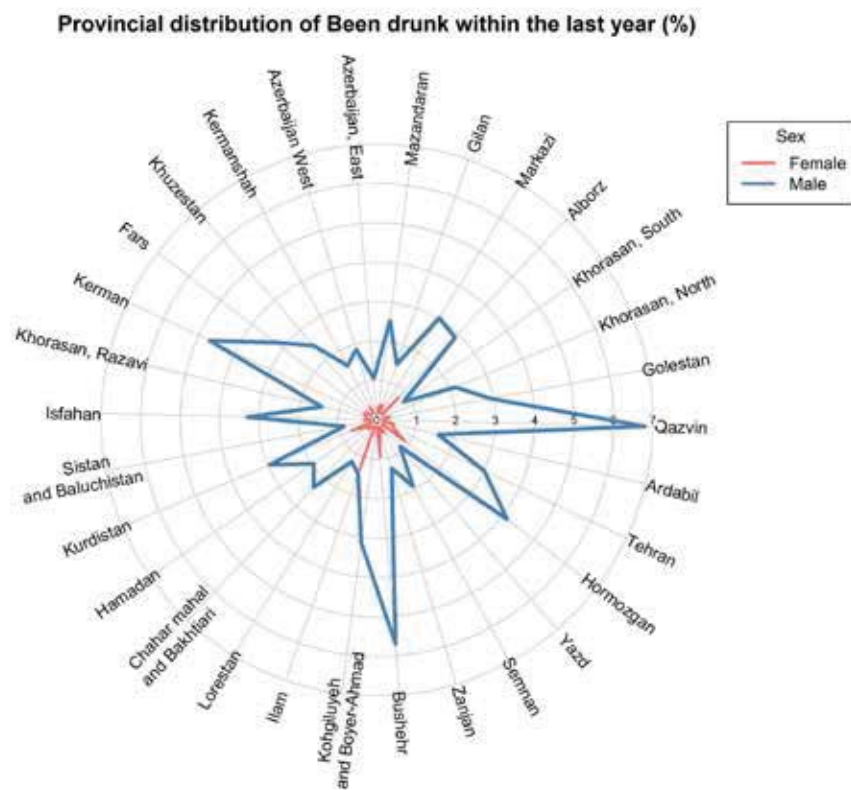 Provincial distribution of Been drunk within the last year (%)
Sex
Female
Male
Azerbaijan, East
Mazandaran
Gilan
Markazi
Alborz
Khorasan, South
Khorasan, North
Golestan
Qazvin
Ardabil
Tehran
Hormozgan
Yazd
Semnan
Zanjan
Bushehr
Kohgiluyeh
and Boyer-Ahmad
Ilam
Lorestan
Chahar mahal
and Bakhtiari
Hamadan
Kurdistan
Sistan
and Baluchistan
Isfahan
Khorasan, Razavi
Kerman
Fars
Khuzestan
Kermanshah
Azerbaijan West
0 1 2 3 4 5 6 7